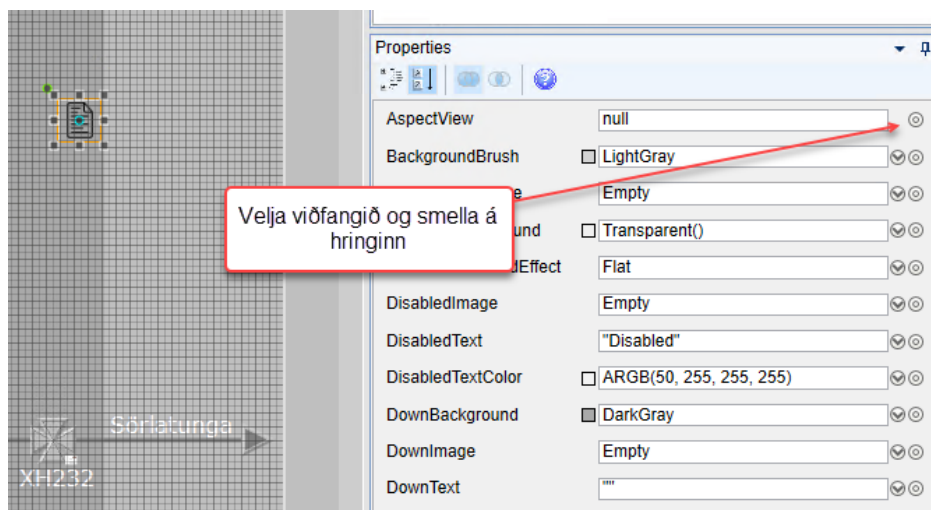 Properties
AspectView null
BackgroundBrush LightGray
Empty
Transparent()
Flat
Velja viðfangið og smella á
hringinn
DisabledImage Empty
DisabledText "Disabled"
DisabledTextColor ARGB(50, 255, 255, 255)
DownBackground DarkGray
DownImage Empty
DownText ""
Sörlatunga
XH232